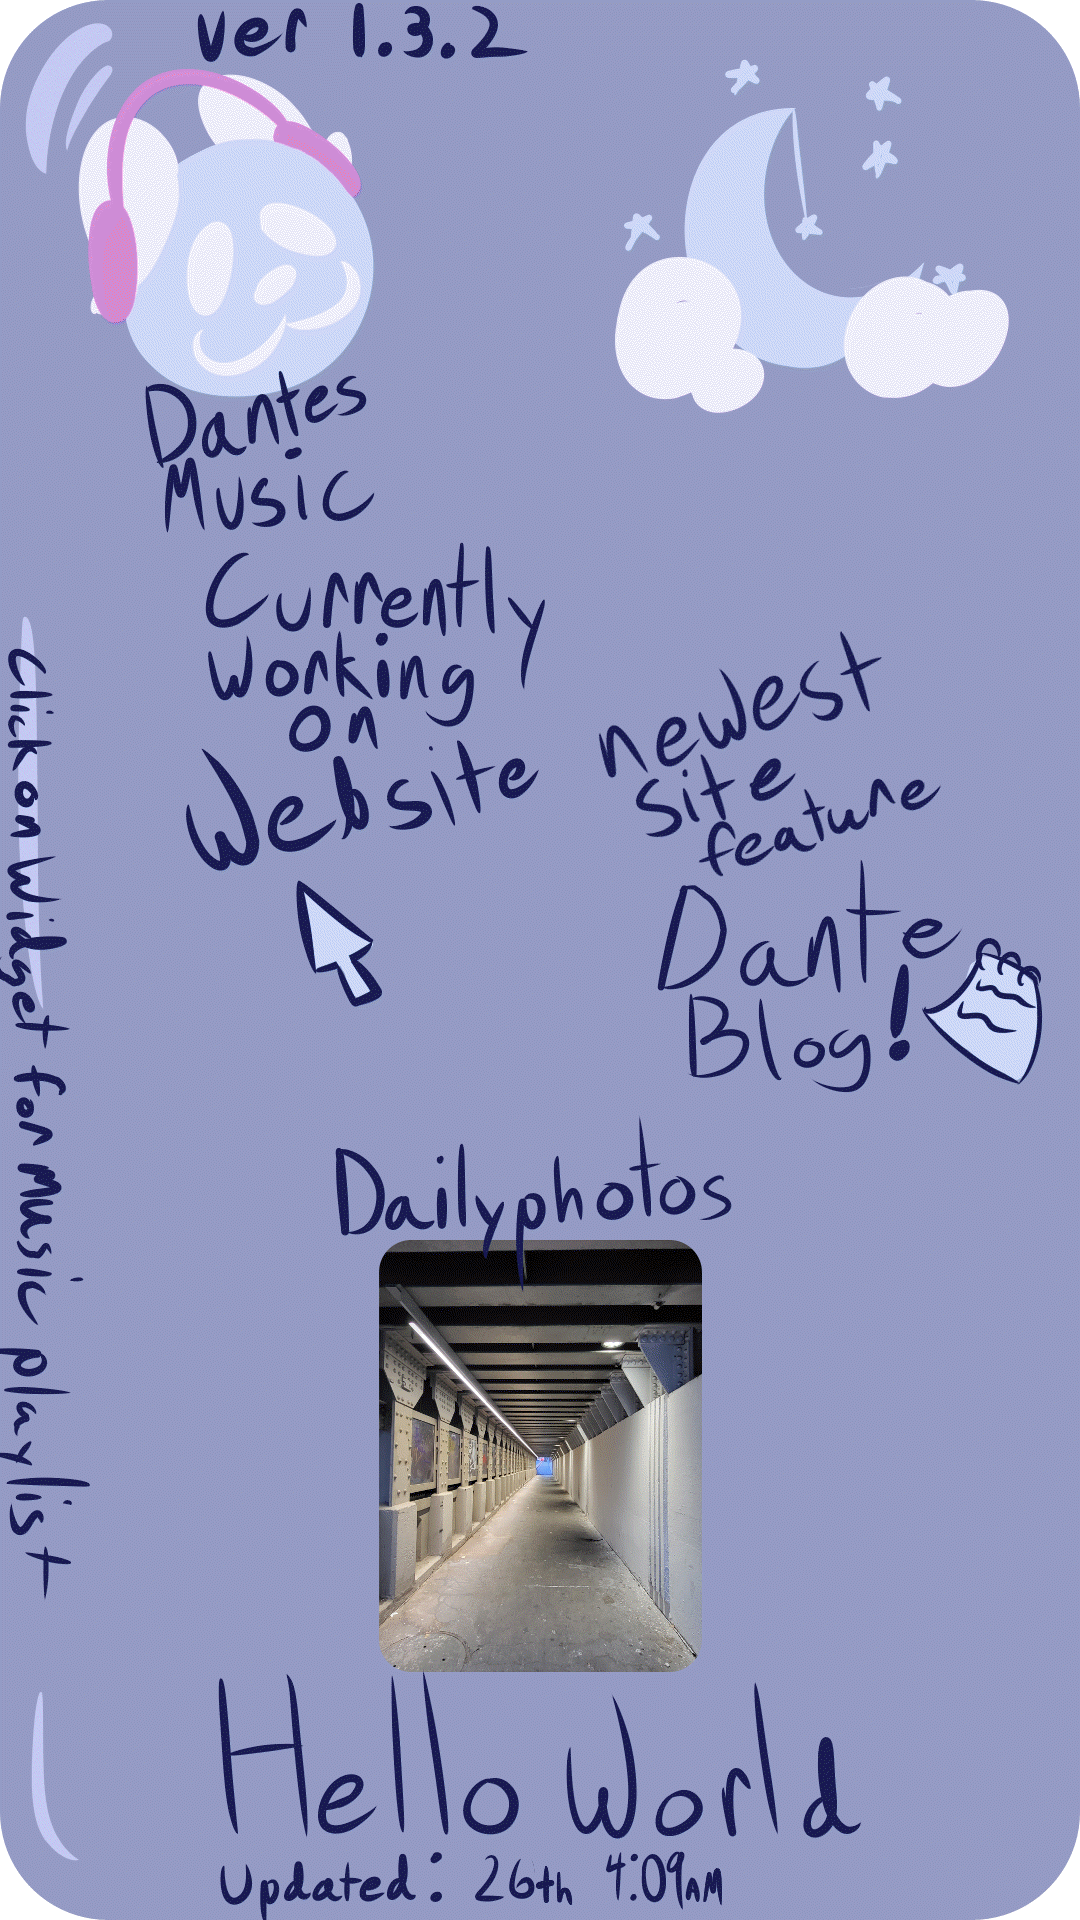 ver 1.3.2
Dantes
Music
Currently
working
on
Website
newest
site
feature
Dante
Blog!
Click on Widget for Music playlist
Dailyphotos
Hello World
Updated: 26th 4:09AM